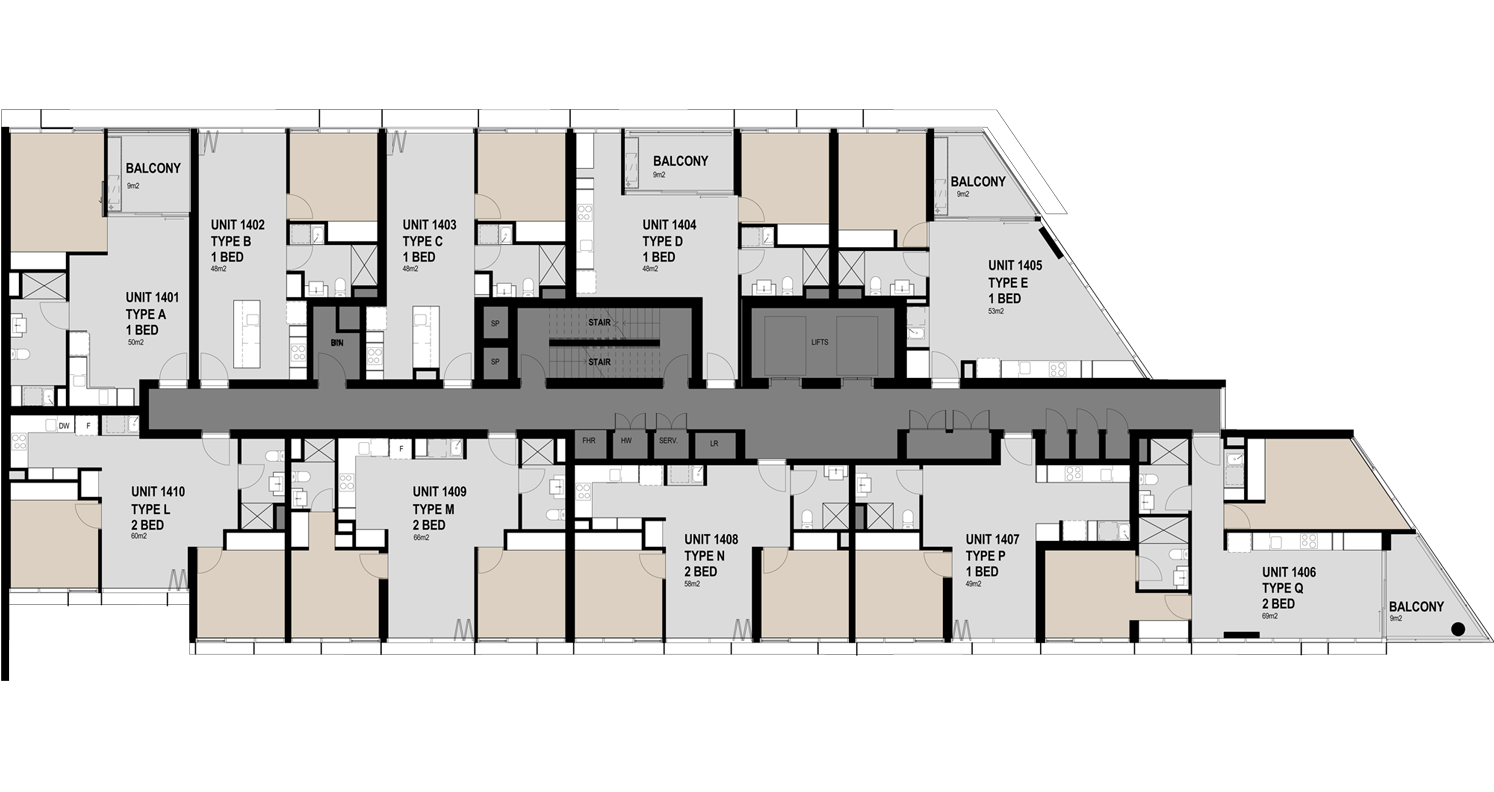 BALCONY
9m2
UNIT 1401
TYPE A
1 BED
50m2
UNIT 1402
TYPE B
1 BED
48m2
UNIT 1403
TYPE C
1 BED
48m2
BALCONY
9m2
UNIT 1404
TYPE D
1 BED
48m2
BALCONY
9m2
UNIT 1405
TYPE E
1 BED
53m2
BIN
SP
SP
STAIR
STAIR
LIFTS
FHR
HW
SERV.
LR
DW
F
UNIT 1410
TYPE L
2 BED
60m2
F
UNIT 1409
TYPE M
2 BED
66m2
UNIT 1408
TYPE N
2 BED
58m2
UNIT 1407
TYPE P
1 BED
49m2
UNIT 1406
TYPE Q
2 BED
69m2
BALCONY
9m2